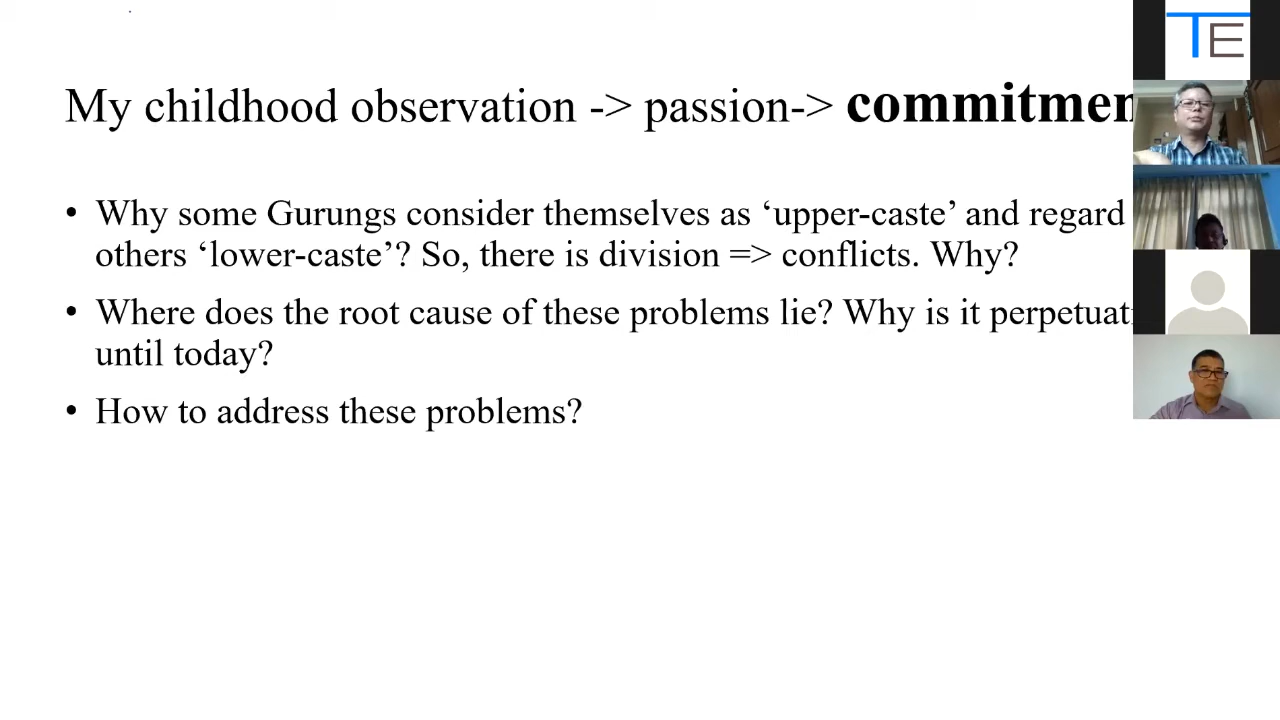 My childhood observation -> passion-> commitmen
• Why some Gurungs consider themselves as ‘upper-caste’ and regard
others ‘lower-caste’? So, there is division => conflicts. Why?
• Where does the root cause of these problems lie? Why is it perpetuati
until today?
• How to address these problems?
TE